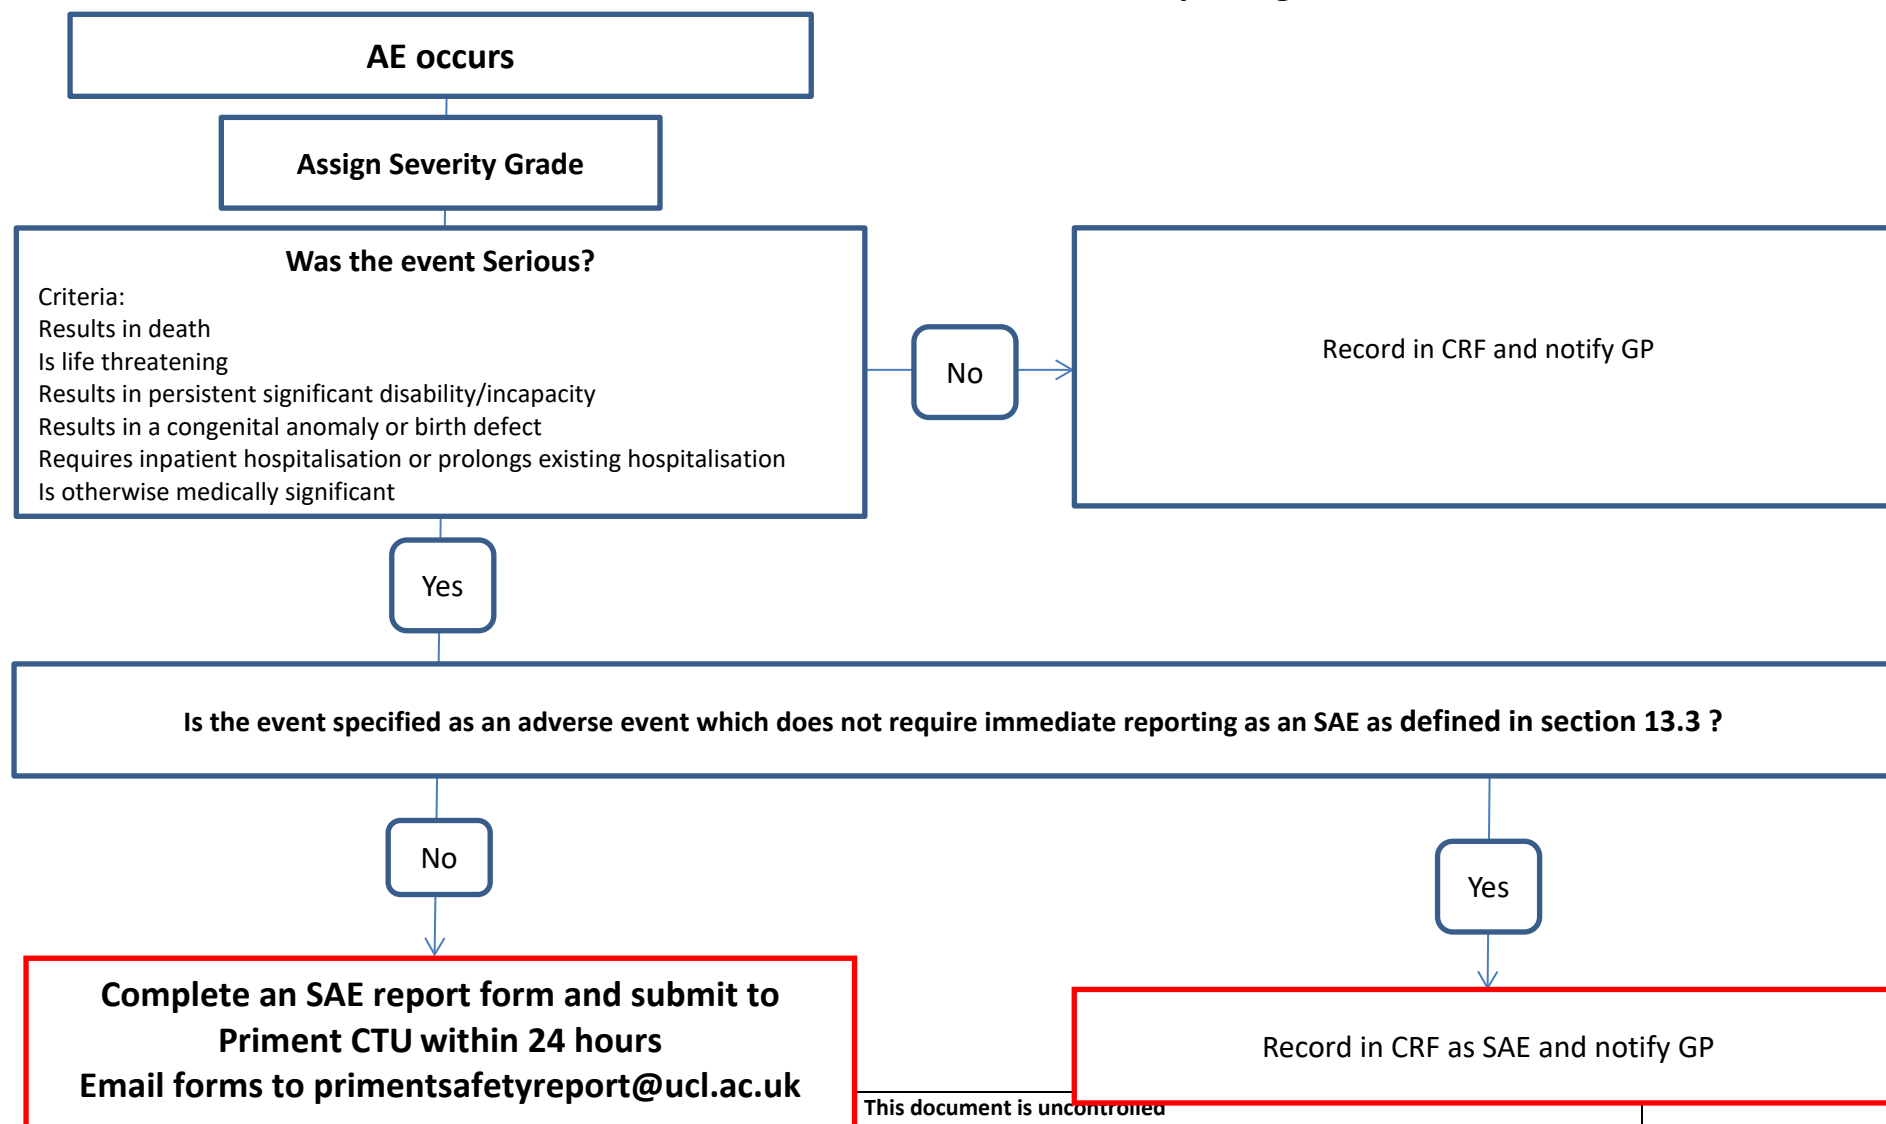 AE occurs
Assign Severity Grade
Was the event Serious?
Criteria:
Results in death
Is life threatening
Results in persistent significant disability/incapacity
Results in a congenital anomaly or birth defect
Requires inpatient hospitalisation or prolongs existing hospitalisation
Is otherwise medically significant
No
Record in CRF and notify GP
Yes
Is the event specified as an adverse event which does not require immediate reporting as an SAE as defined in section 13.3 ?
No
Yes
Complete an SAE report form and submit to
Priment CTU within 24 hours
Email forms to primentsafetyreport@ucl.ac.uk
Record in CRF as SAE and notify GP
This document is uncontrolled